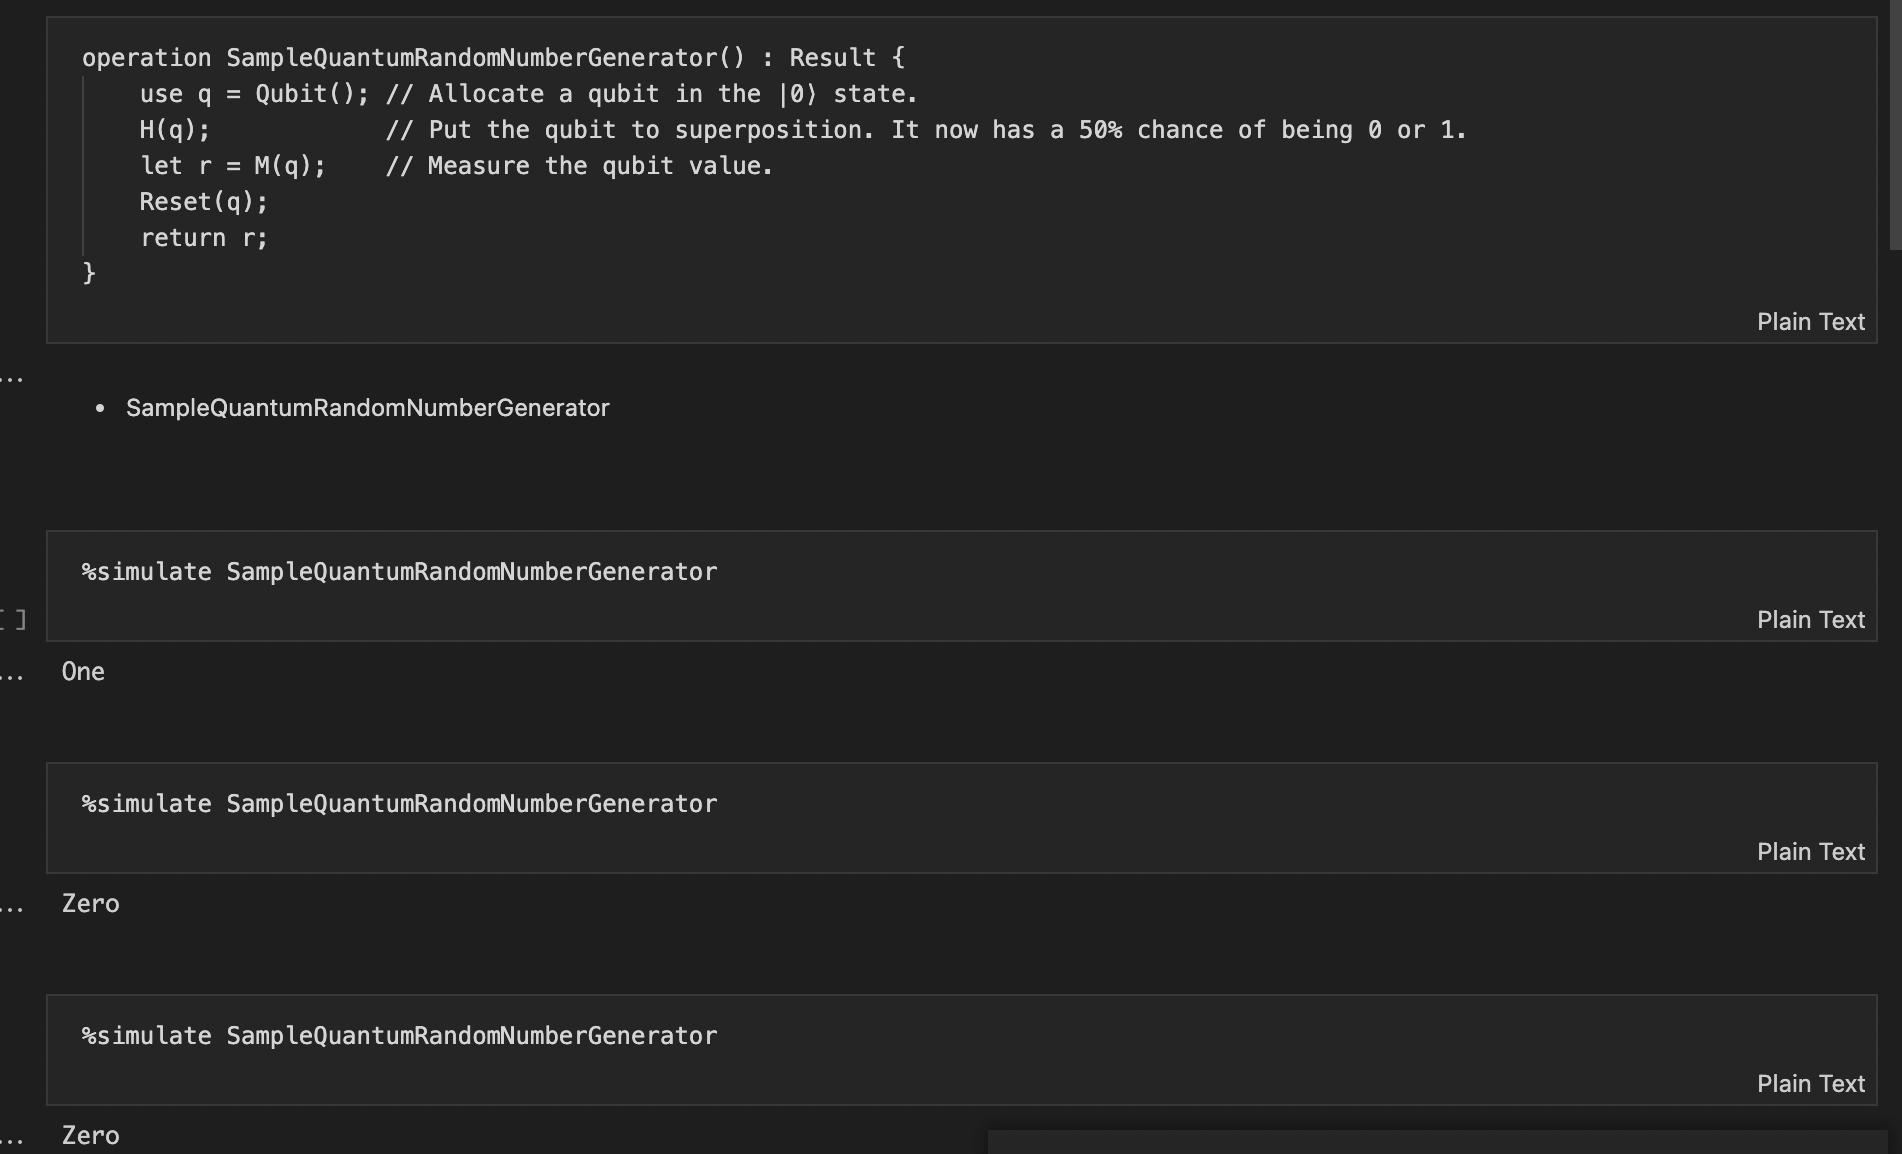 operation SampleQuantumRandomNumberGenerator() : Result {
    use q = Qubit(); // Allocate a qubit in the |0⟩ state.
    H(q);            // Put the qubit to superposition. It now has a 50% chance of being 0 or 1.
    let r = M(q);    // Measure the qubit value.
    Reset(q);
    return r;
}
Plain Text
...
• SampleQuantumRandomNumberGenerator
%simulate SampleQuantumRandomNumberGenerator
[ ]
Plain Text
... One
%simulate SampleQuantumRandomNumberGenerator
Plain Text
... Zero
%simulate SampleQuantumRandomNumberGenerator
Plain Text
... Zero